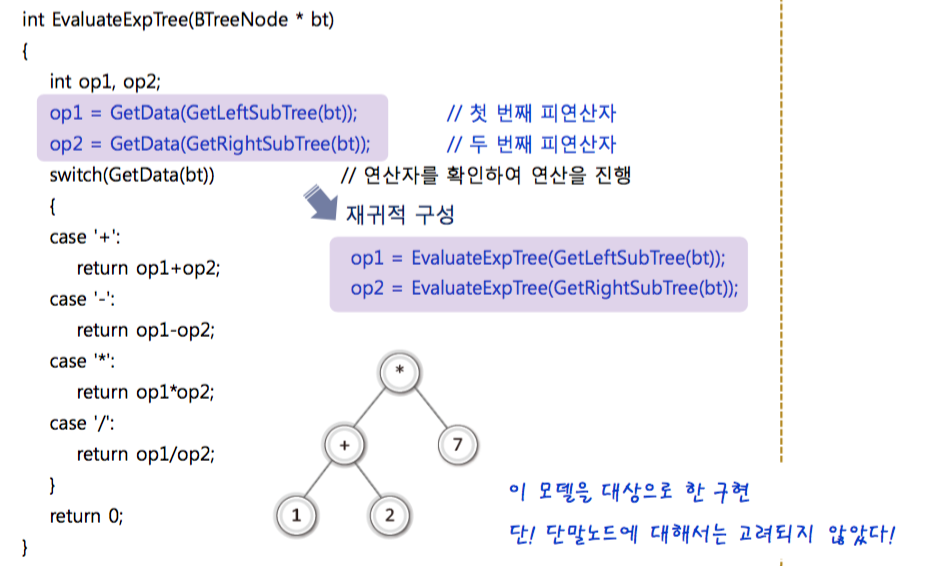 int EvaluateExpTree(BTreeNode * bt)
{
int op1, op2;
op1 = GetData(GetLeftSubTree(bt)); // 첫 번째 피연산자
op2 = GetData(GetRightSubTree(bt)); // 두 번째 피연산자
switch(GetData(bt)) // 연산자를 확인하여 연산을 진행
{
재귀적 구성
case '+':
return op1+op2;
op1 = EvaluateExpTree(GetLeftSubTree(bt));
op2 = EvaluateExpTree(GetRightSubTree(bt));
case '-':
return op1-op2;
case '*':
return op1*op2;
case '/':
return op1/op2;
}
return 0;
}
*
+
7
1
2
이 모델을 대상으로 한 구현
단! 단말노드에 대해서는 고려되지 않았다!